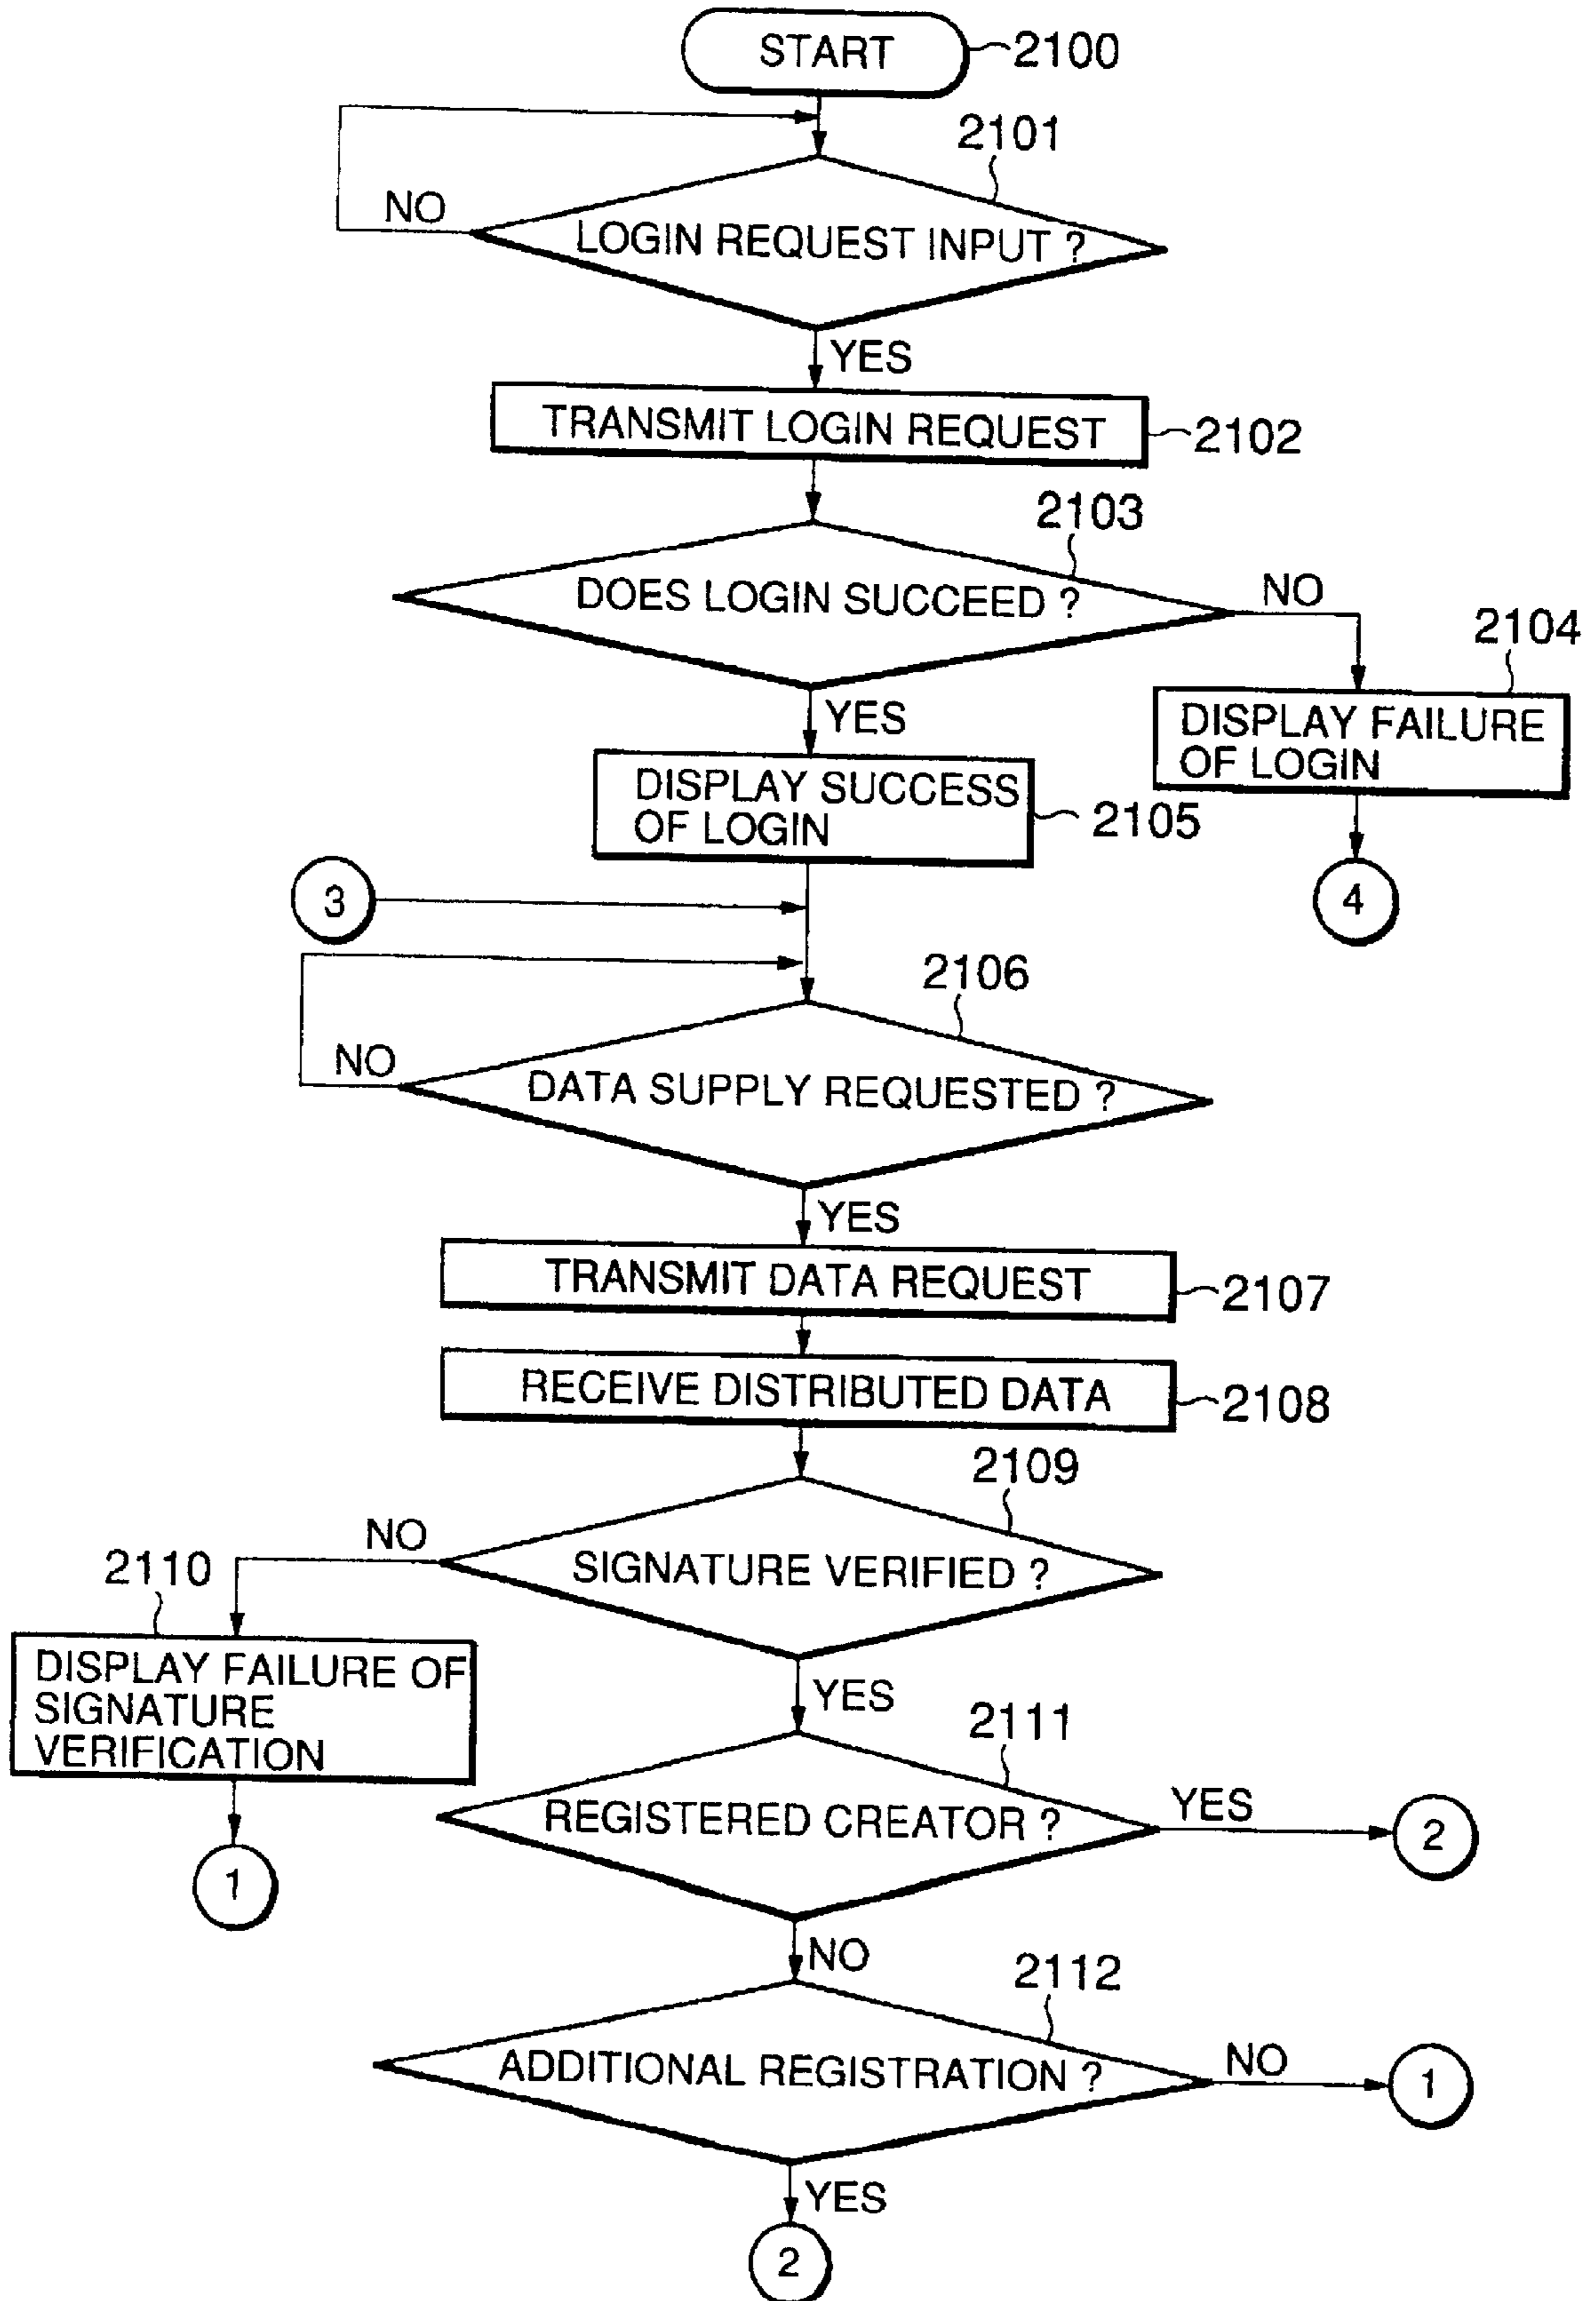 START
2100
2101
NO
LOGIN REQUEST INPUT ?
YES
TRANSMIT LOGIN REQUEST
2102
2103
DOES LOGIN SUCCEED ?
NO
2104
YES
DISPLAY FAILURE
OF LOGIN
DISPLAY SUCCESS
OF LOGIN
2105
3
4
2106
NO
DATA SUPPLY REQUESTED ?
YES
TRANSMIT DATA REQUEST
2107
RECEIVE DISTRIBUTED DATA
2108
2109
NO
SIGNATURE VERIFIED ?
2110
DISPLAY FAILURE OF
SIGNATURE
VERIFICATION
YES
2111
REGISTERED CREATOR ?
YES
2
1
NO
2112
ADDITIONAL REGISTRATION ?
NO
1
YES
2